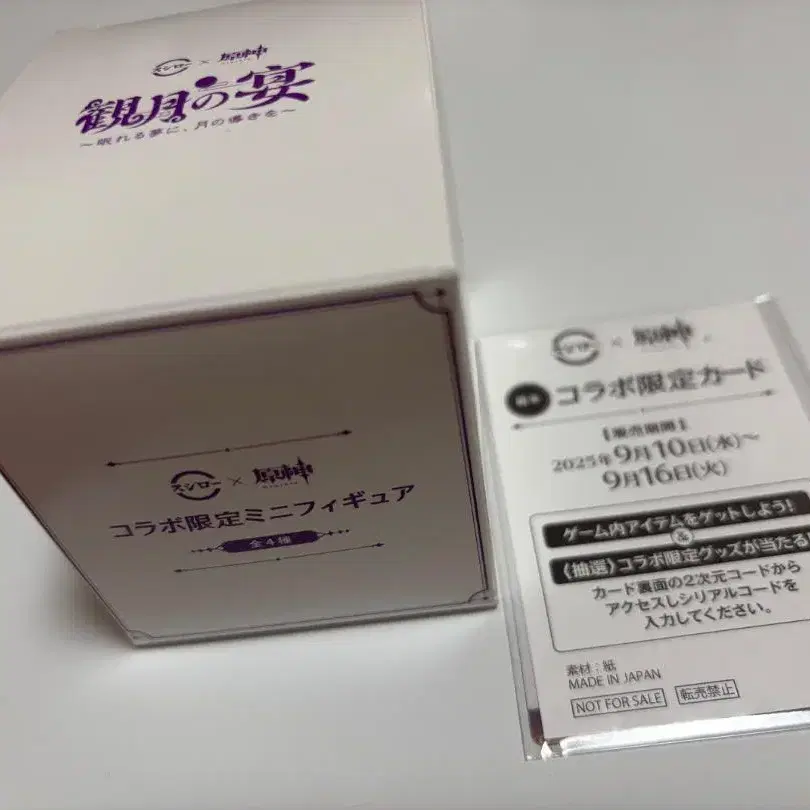 スシロー × 原神
観月の宴
～眠れる夢に、月の導きを～
スシロー × 原神
コラボ限定ミニフィギュア
全4種
スシロー × 原神
コラボ限定カード
【販売期間】
2025年9月10日(水)～
9月16日(火)
ゲーム内アイテムをゲットしよう!
&
《抽選》コラボ限定グッズが当たる!
カード裏面の2次元コードから
アクセスしシリアルコードを
入力してください。
素材:紙
MADE IN JAPAN
NOT FOR SALE
転売禁止